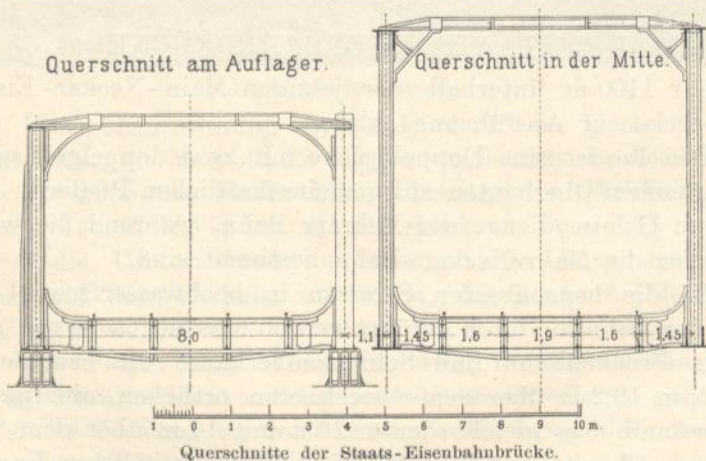 Querschnitt am Auflager.
Querschnitt in der Mitte.
8,0
1,1
1,45
1,6
1,9
1,6
1,45
1 0 1 2 3 4 5 6 7 8 9 10 m.
Querschnitte der Staats-Eisenbahnbrücke.